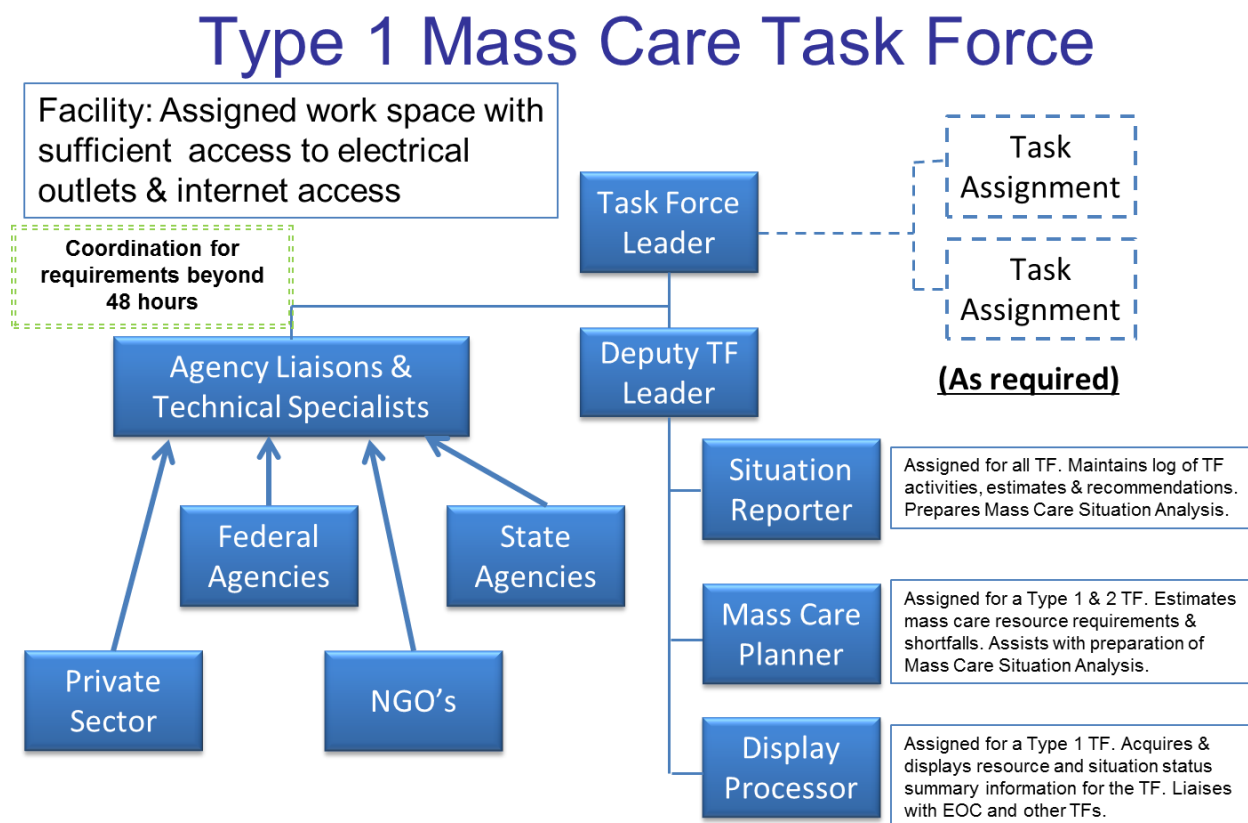 Type 1 Mass Care Task Force
Facility: Assigned work space with
sufficient access to electrical
outlets & internet access
Coordination for
requirements beyond
48 hours
Task Force
Leader
Task
Assignment
Task
Assignment
(As required)
Agency Liaisons &
Technical Specialists
Deputy TF
Leader
Federal
Agencies
State
Agencies
Private
Sector
NGO's
Situation
Reporter
Assigned for all TF. Maintains log of TF
activities, estimates & recommendations.
Prepares Mass Care Situation Analysis.
Mass Care
Planner
Assigned for a Type 1 & 2 TF. Estimates
mass care resource requirements &
shortfalls. Assists with preparation of
Mass Care Situation Analysis.
Display
Processor
Assigned for a Type 1 TF. Acquires &
displays resource and situation status
summary information for the TF. Liaises
with EOC and other TFs.